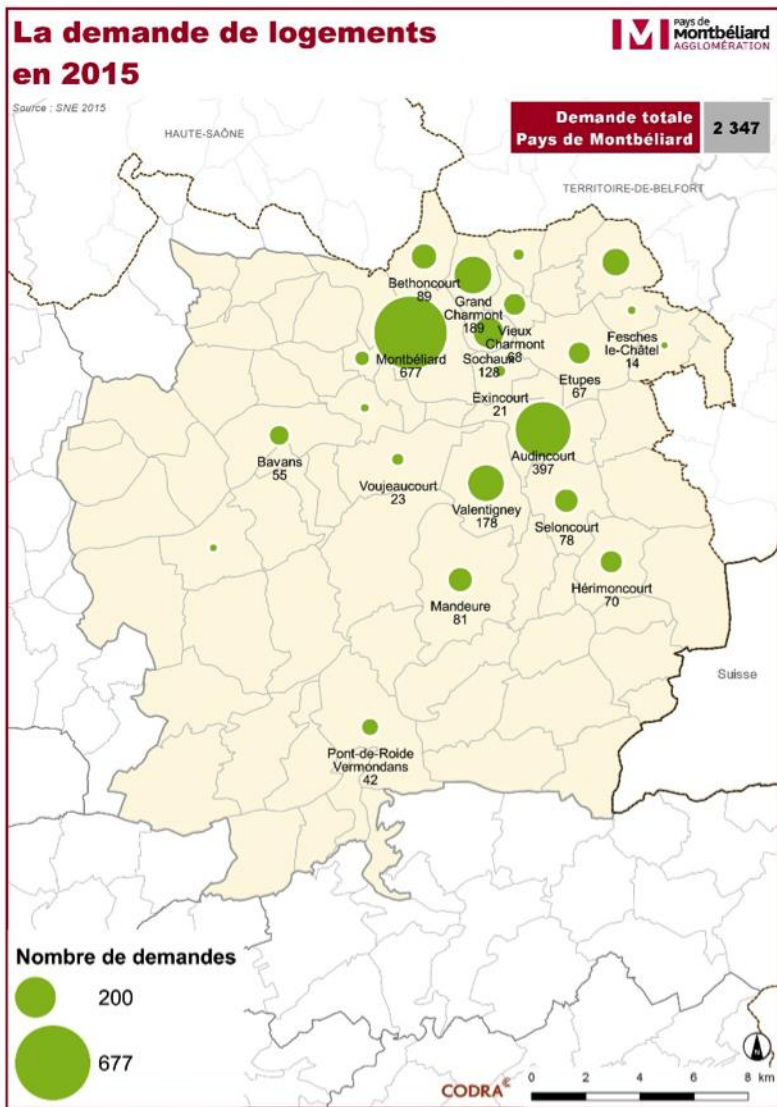 La demande de logements
en 2015
Pays de
Montbéliard
AGGLOMÉRATION
Source : SNE 2015
Demande totale
Pays de Montbéliard
2 347
HAUTE-SAÔNE
TERRITOIRE-DE-BELFORT
Bethoncourt
89
Grand
Charmont
189
Vieux
Charmont
68
Fesches
le-Châtel
14
Montbéliard
677
Sochaux
128
Etupes
67
Exincourt
21
Audincourt
397
Bavans
55
Voujeaucourt
23
Valentigney
178
Seloncourt
78
Hérimoncourt
70
Mandeure
81
Suisse
Pont-de-Roide
Vermondans
42
Nombre de demandes
200
677
N
CODRA
0 2 4 6 8 km